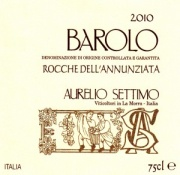 2010
BAROLO
DENOMINAZIONE DI ORIGINE CONTROLLATA E GARANTITA
ROCCHE DELL'ANNUNZIATA
AURELIO SETTIMO
Viticoltori in La Morra - Italia
ITALIA
75cl e